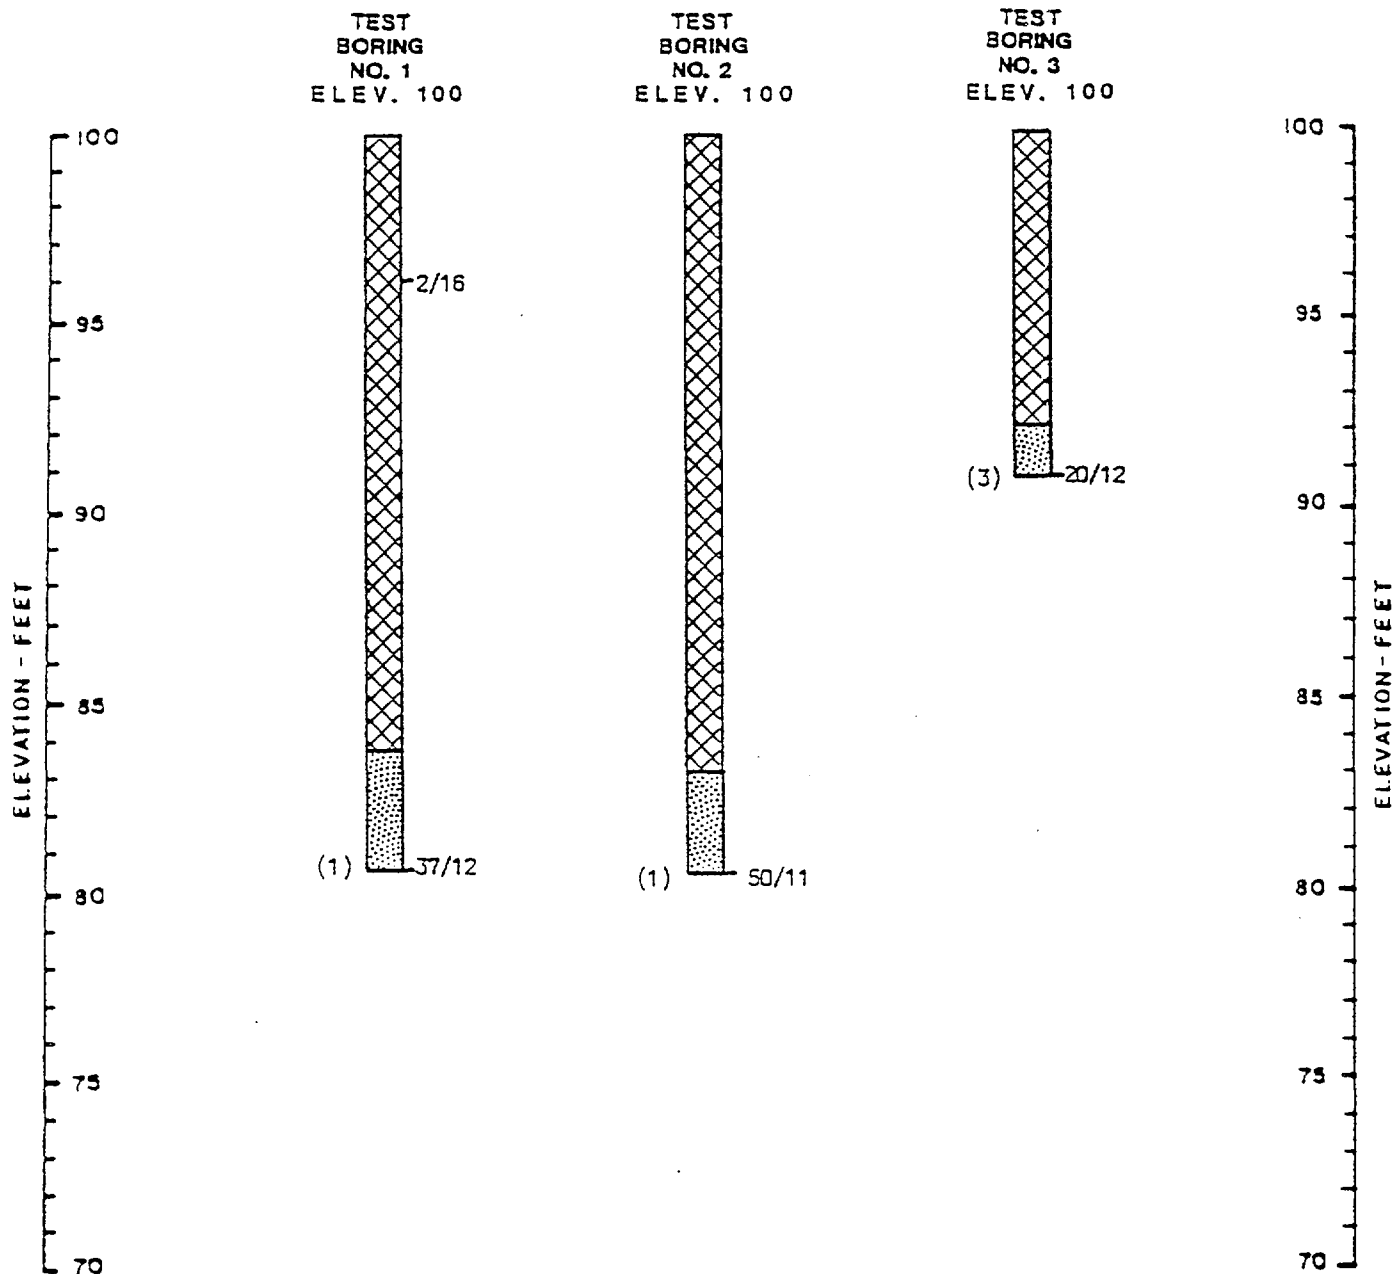 TEST
BORING
NO. 1
ELEV. 100
TEST
BORING
NO. 2
ELEV. 100
TEST
BORING
NO. 3
ELEV. 100
100
95
90
85
80
75
70
ELEVATION - FEET
2/16
(1) 37/12
(1) 50/11
(3) 20/12
100
95
90
85
80
75
70
ELEVATION - FEET